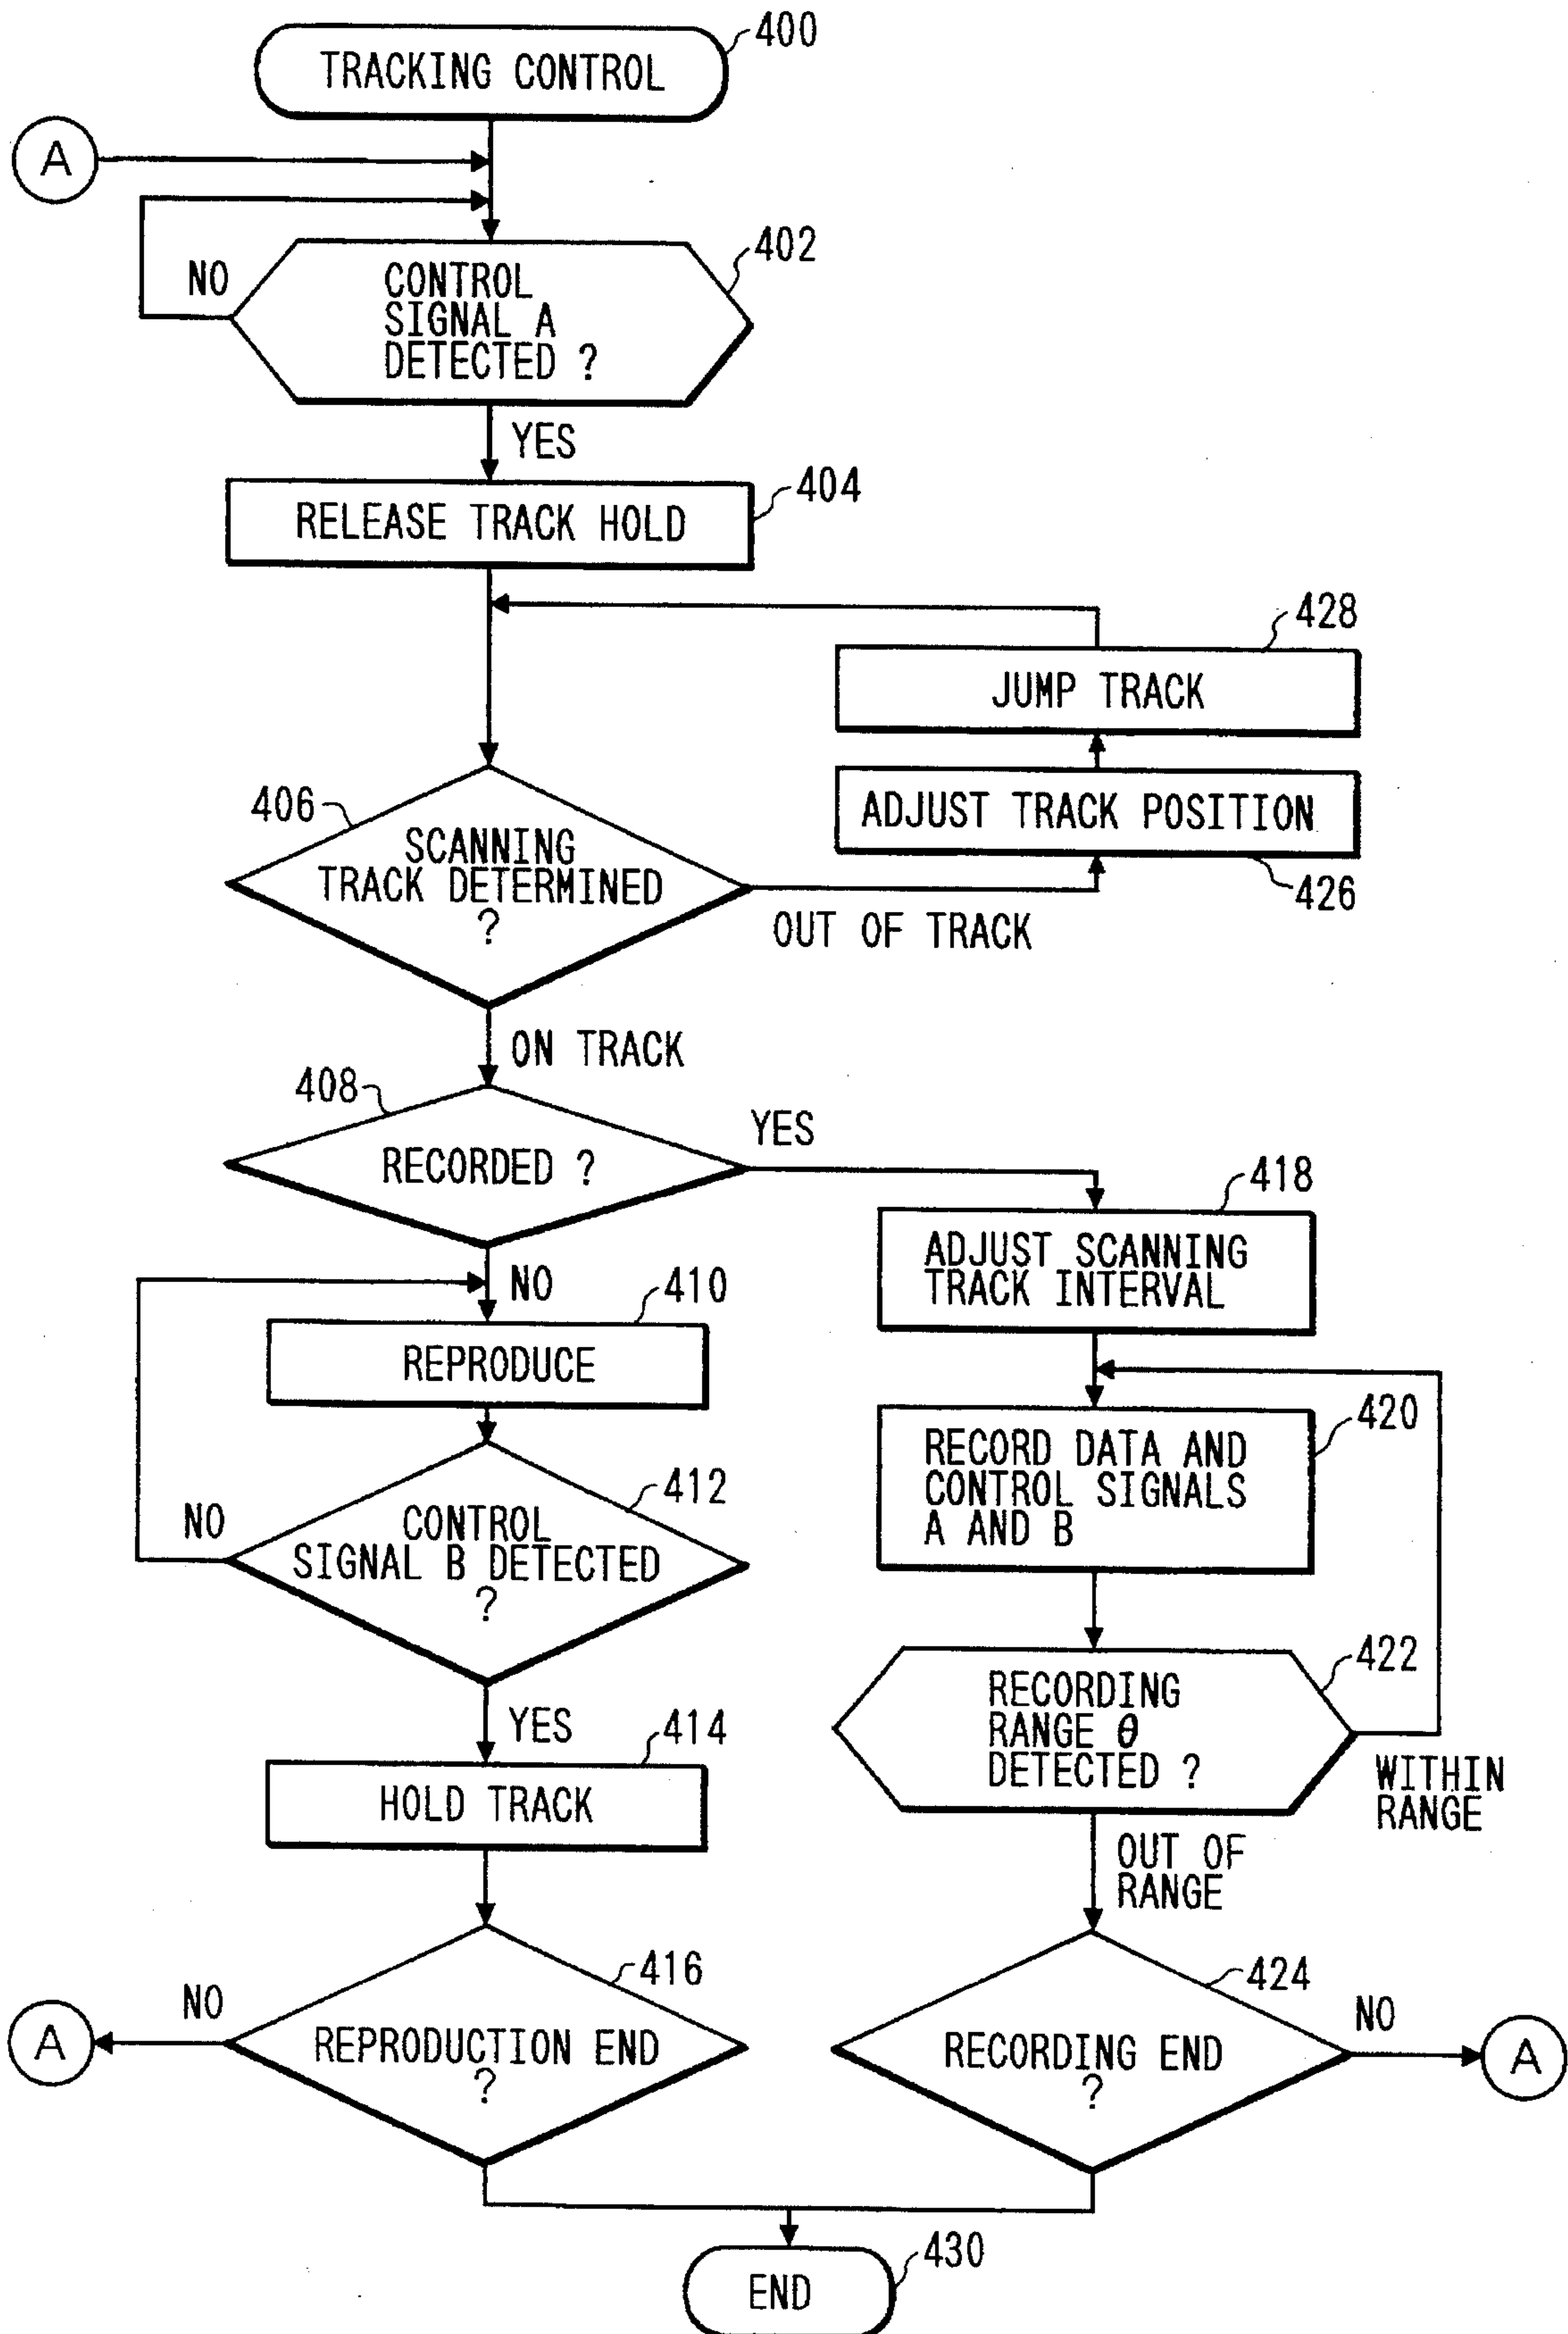 400
TRACKING CONTROL
A
402
NO
CONTROL
SIGNAL A
DETECTED ?
YES
404
RELEASE TRACK HOLD
428
JUMP TRACK
406
ADJUST TRACK POSITION
426
SCANNING
TRACK DETERMINED
?
OUT OF TRACK
ON TRACK
408
RECORDED ?
YES
418
ADJUST SCANNING
TRACK INTERVAL
NO
410
REPRODUCE
420
RECORD DATA AND
CONTROL SIGNALS
A AND B
412
NO
CONTROL
SIGNAL B DETECTED
?
422
RECORDING
RANGE θ
DETECTED ?
WITHIN
RANGE
YES
414
HOLD TRACK
OUT OF
RANGE
416
NO
A
REPRODUCTION END
?
424
NO
RECORDING END
?
A
430
END